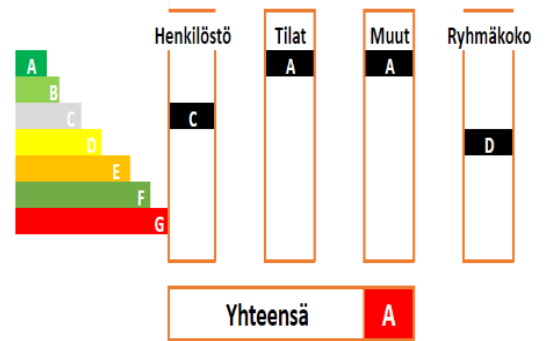 Henkilöstö Tilat Muut Ryhmäkoko
A A A
B
C C
D D
E
F
G
Yhteensä A